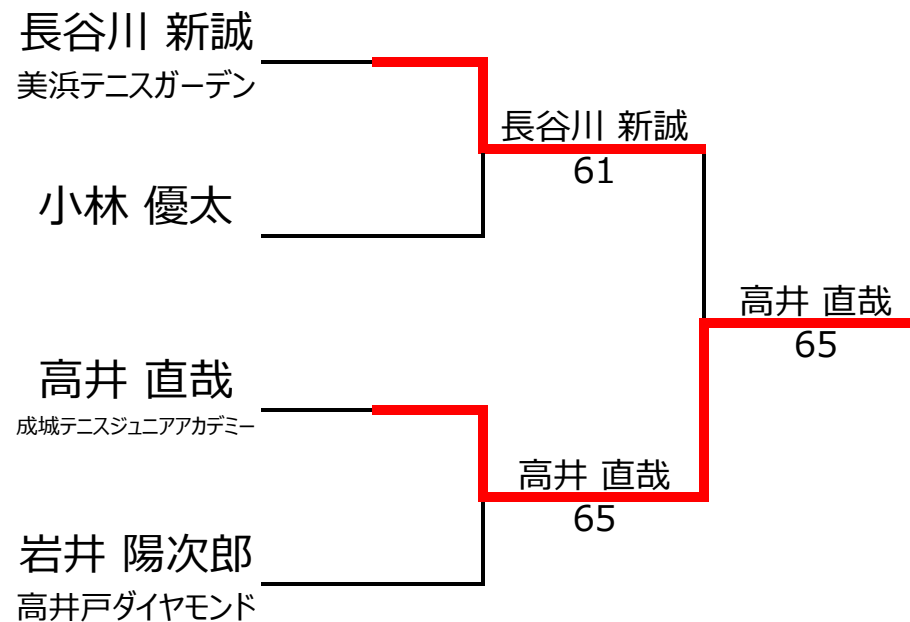 長谷川 新誠
美浜テニスガーデン
小林 優太
高井 直哉
成城テニスジュニアアカデミー
岩井 陽次郎
高井戸ダイヤモンド
長谷川 新誠
61
高井 直哉
65
高井 直哉
65